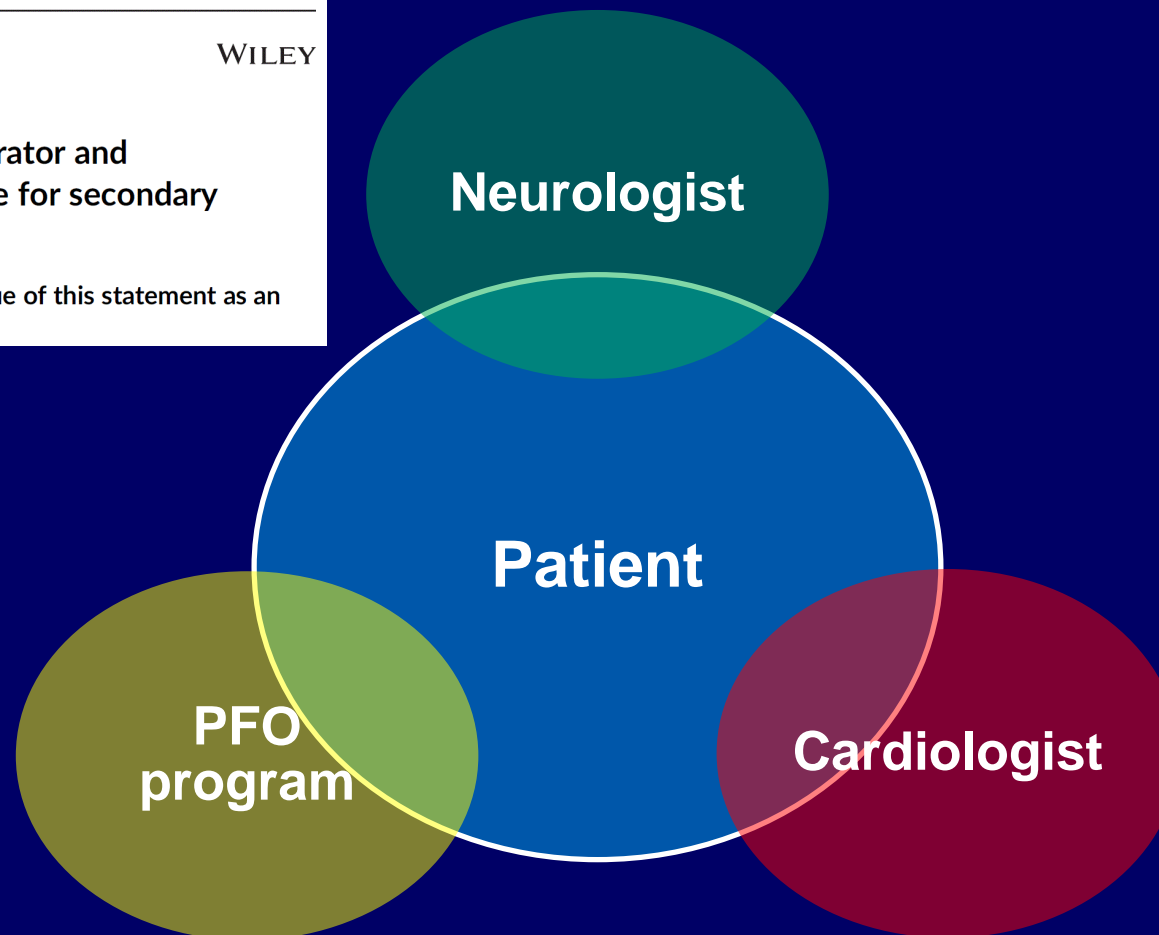 WILEY
rator and
e for secondary
ue of this statement as an
Neurologist
Patient
PFO
program
Cardiologist